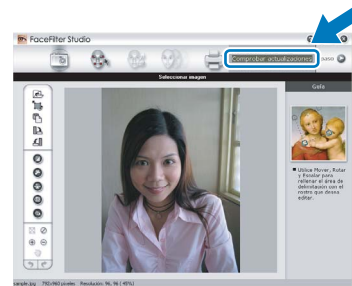 FaceFilter Studio
Comprobar actualizaciones
paso
Seleccionar imagen
Guía
Utilice Mover, Rotar
y Escalar para
rellenar el área de
delimitación con el
rostro que desea
editar.
sample.jpg 792x960 píxeles Resolución: 96, 96 ( 45%)